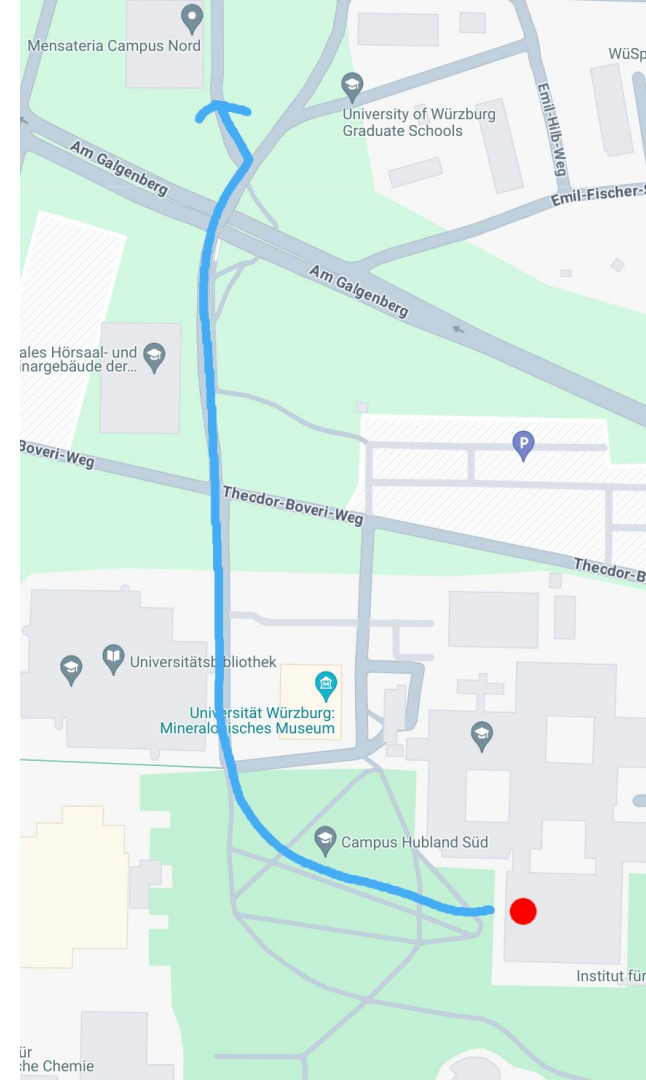 Mensateria Campus Nord
WüSp
University of Würzburg
Graduate Schools
Emil-Hilb-Weg
Am Galgenberg
Emil-Fischer-s
Am Galgenberg
ales Hörsaal- und
inargebäude der...
P
Boveri-Weg
Theodor-Boveri-Weg
Theodor-B
Universitätsbibliothek
M
Universität Würzburg:
Mineralogisches Museum
Campus Hubland Süd
Institut für
ür
che Chemie